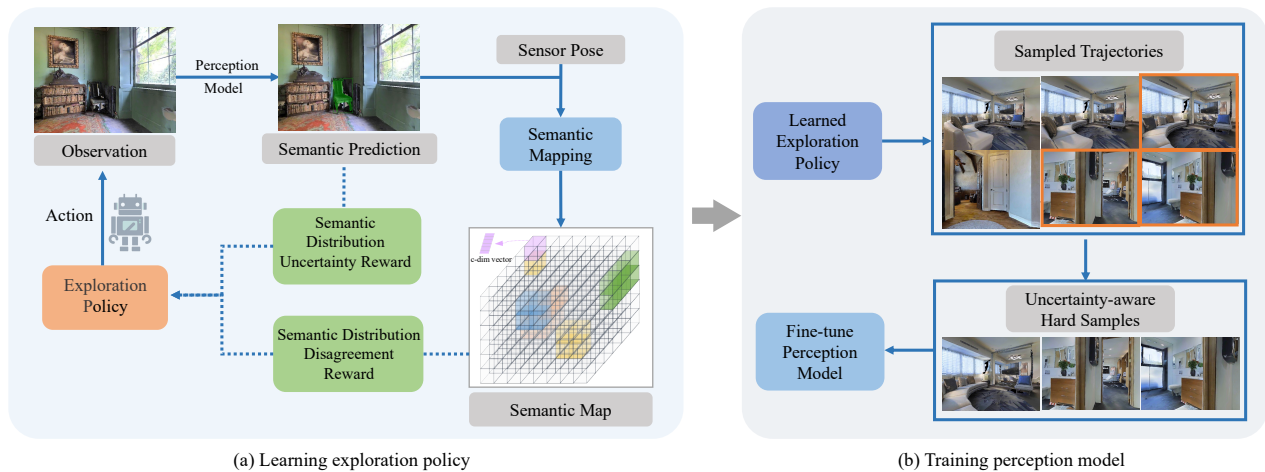 Perception
Model
Sensor Pose
Observation
Semantic Prediction
Semantic
Mapping
Action
Semantic
Distribution
Uncertainty Reward
c-dim vector
Exploration
Policy
Semantic Distribution
Disagreement
Reward
Semantic Map
(a) Learning exploration policy
Sampled Trajectories
Learned
Exploration
Policy
Uncertainty-aware
Hard Samples
Fine-tune
Perception
Model
(b) Training perception model